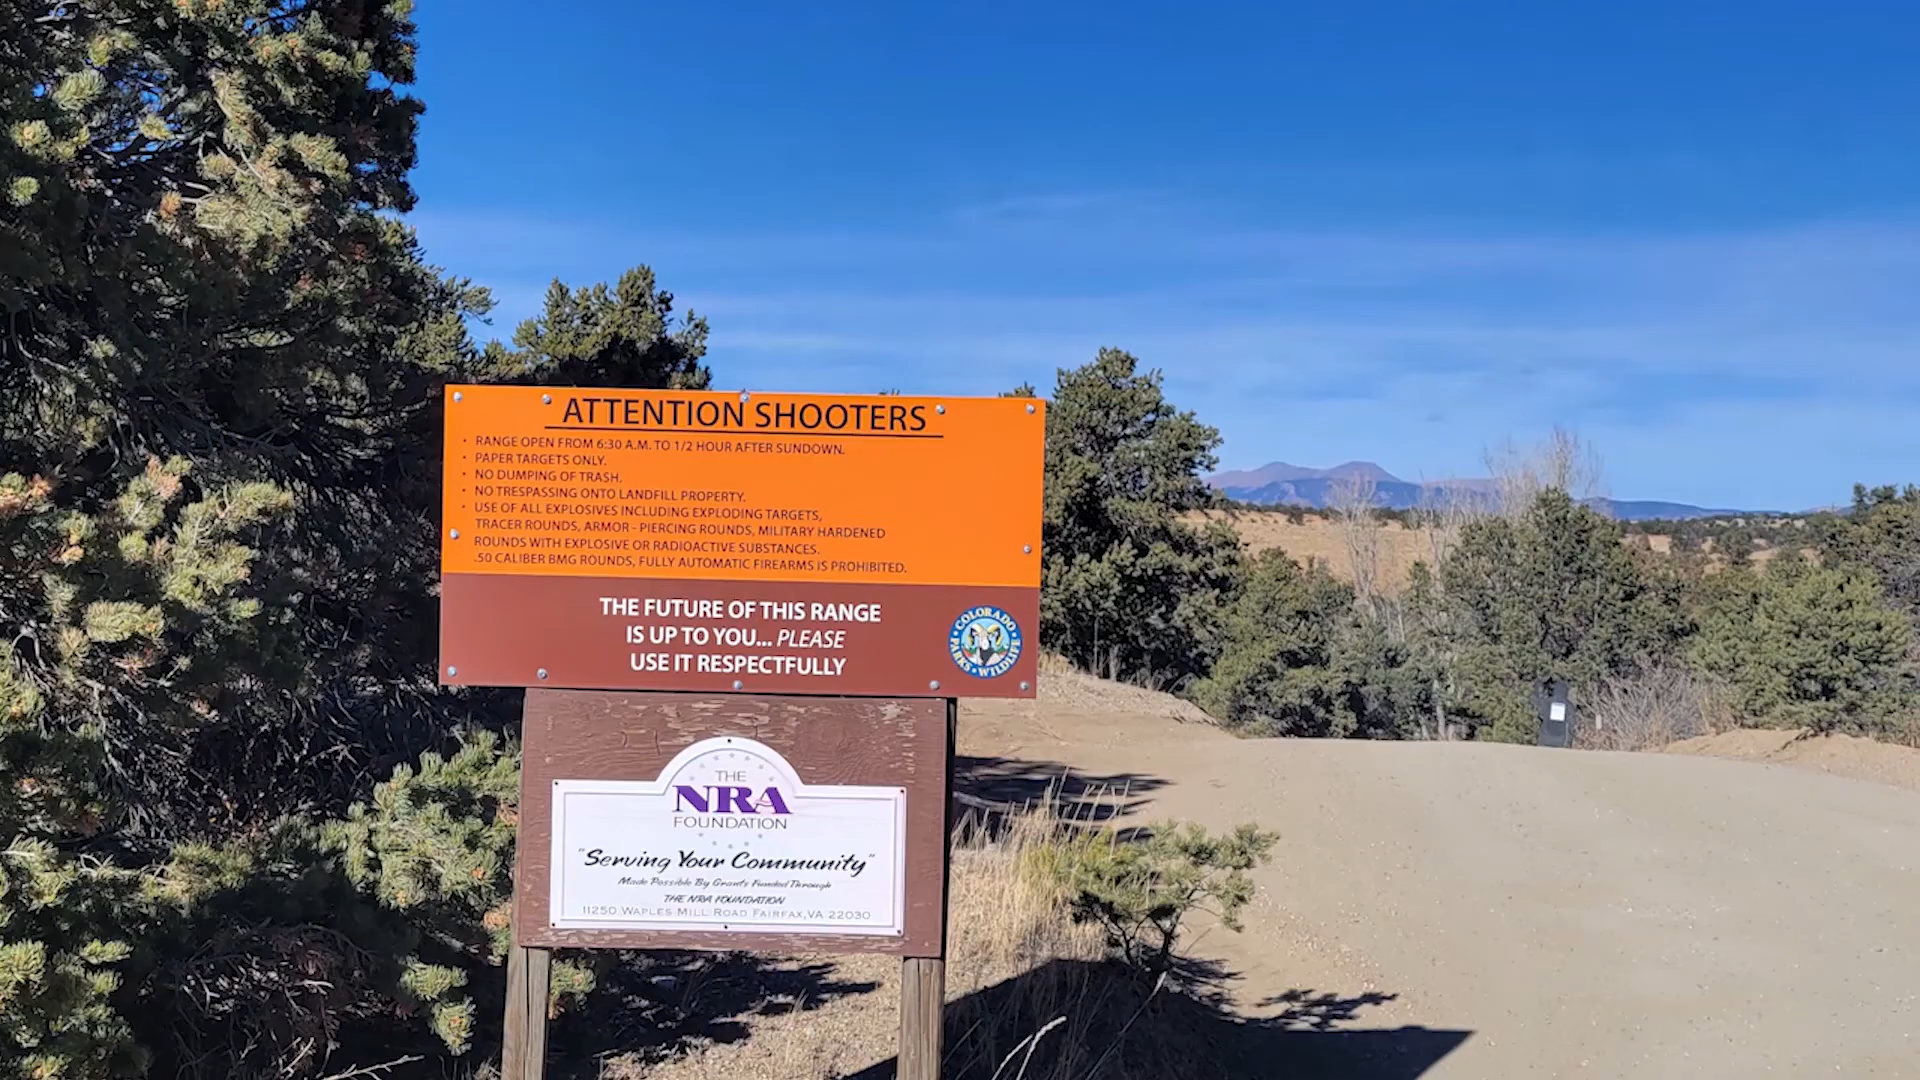 ATTENTION SHOOTERS
• RANGE OPEN FROM 6:30 A.M. TO 1/2 HOUR AFTER SUNDOWN.
• PAPER TARGETS ONLY.
• NO DUMPING OF TRASH.
• NO TRESPASSING ONTO LANDFILL PROPERTY.
• USE OF ALL EXPLOSIVES INCLUDING EXPLODING TARGETS,
TRACER ROUNDS, ARMOR - PIERCING ROUNDS, MILITARY HARDENED
ROUNDS WITH EXPLOSIVE OR RADIOACTIVE SUBSTANCES.
.50 CALIBER BMG ROUNDS, FULLY AUTOMATIC FIREARMS IS PROHIBITED.
THE FUTURE OF THIS RANGE
IS UP TO YOU... PLEASE
USE IT RESPECTFULLY
COLORADO
PARKS • WILDLIFE
THE
NRA
FOUNDATION
"Serving Your Community"
Made Possible By Grants Funded Through
THE NRA FOUNDATION
11250 WAPLES MILL ROAD FAIRFAX, VA 22030